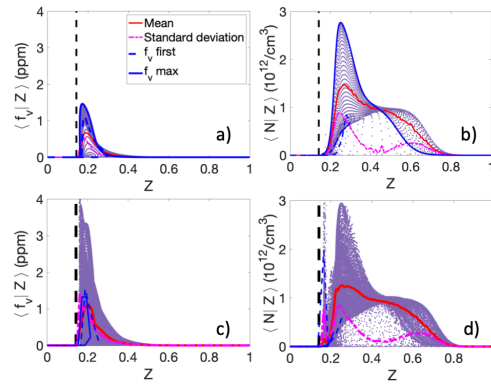 4
3
2
1
0
⟨ f_v | Z ⟩ (ppm)
Mean
Standard deviation
f_v first
f_v max
a)
0 0.2 0.4 0.6 0.8 1
Z
3
2
1
0
⟨ N | Z ⟩ (10^12/cm^3)
b)
0 0.2 0.4 0.6 0.8 1
Z
4
3
2
1
0
⟨ f_v | Z ⟩ (ppm)
c)
0 0.2 0.4 0.6 0.8 1
Z
3
2
1
0
⟨ N | Z ⟩ (10^12/cm^3)
d)
0 0.2 0.4 0.6 0.8 1
Z